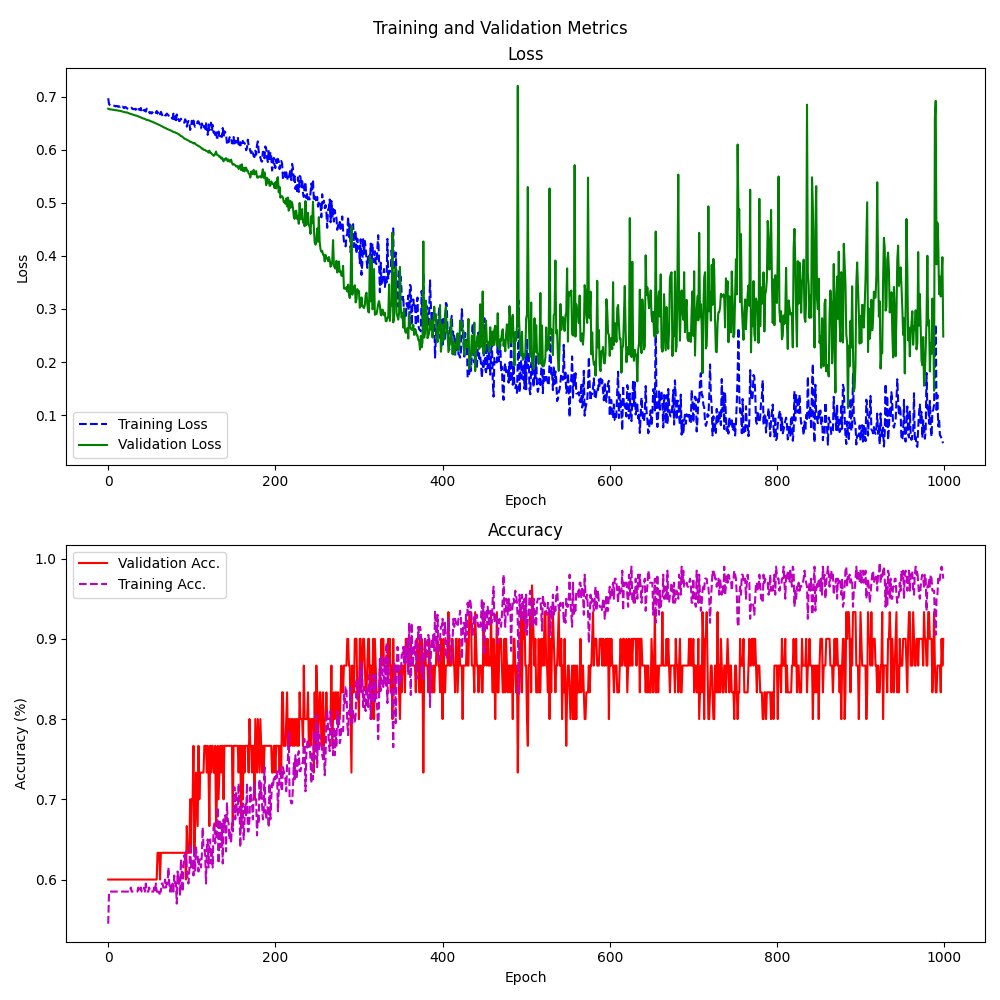 Training and Validation Metrics
Loss
0.7
0.6
0.5
0.4
0.3
0.2
0.1
Loss
Training Loss
Validation Loss
0 200 400 600 800 1000
Epoch
Accuracy
1.0
0.9
0.8
0.7
0.6
Accuracy (%)
Validation Acc.
Training Acc.
0 200 400 600 800 1000
Epoch